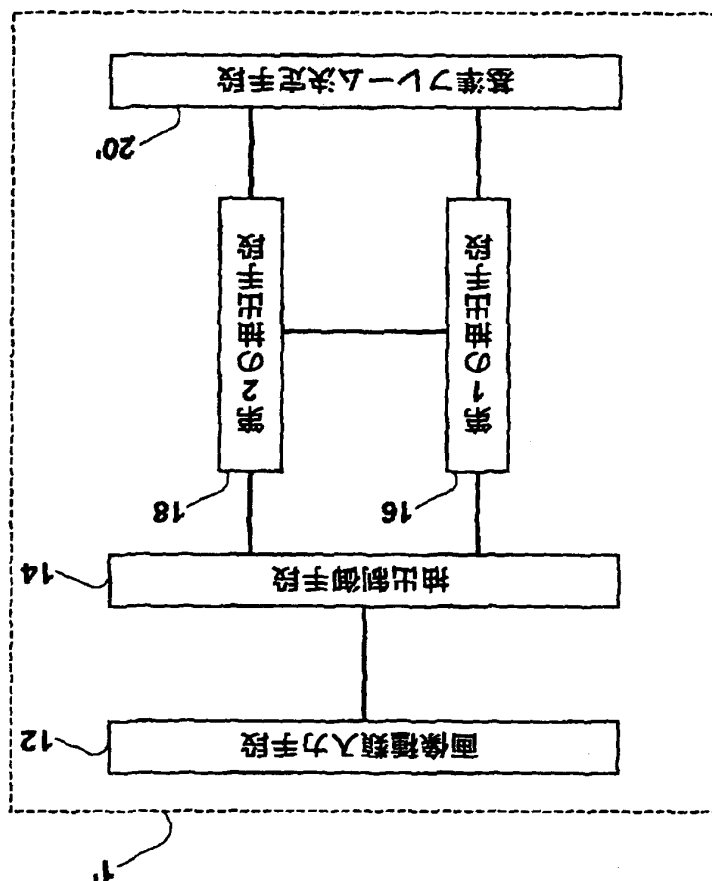 1'
画像種類入力手段
12
抽出制御手段
14
第1の抽出手段
16
第2の抽出手段
18
基準フレーム決定手段
20'